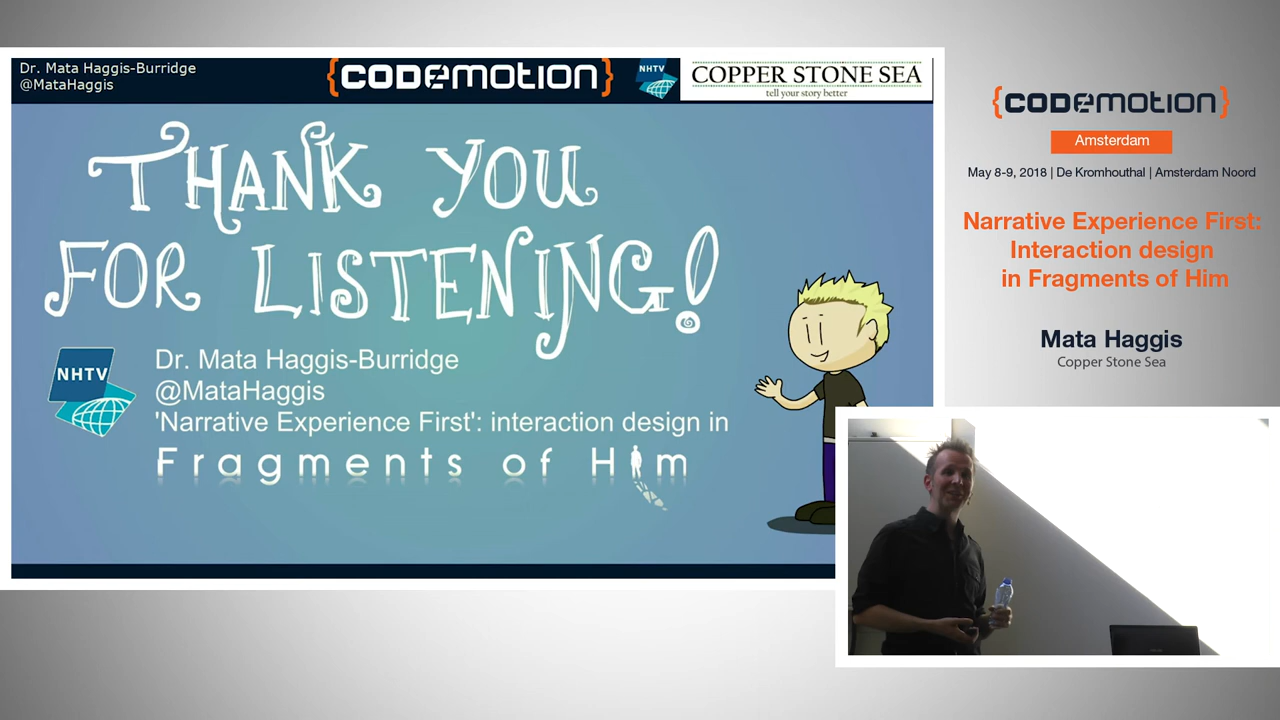 Dr. Mata Haggis-Burridge
@MataHaggis
{CODEMOTION}
NHTV
COPPER STONE SEA
tell your story better
THANK YOU
FOR LISTENING!
NHTV
Dr. Mata Haggis-Burridge
@MataHaggis
'Narrative Experience First': interaction design in
Fragments of Him
{CODEMOTION}
Amsterdam
May 8-9, 2018 | De Kromhouthal | Amsterdam Noord
Narrative Experience First:
Interaction design
in Fragments of Him
Mata Haggis
Copper Stone Sea